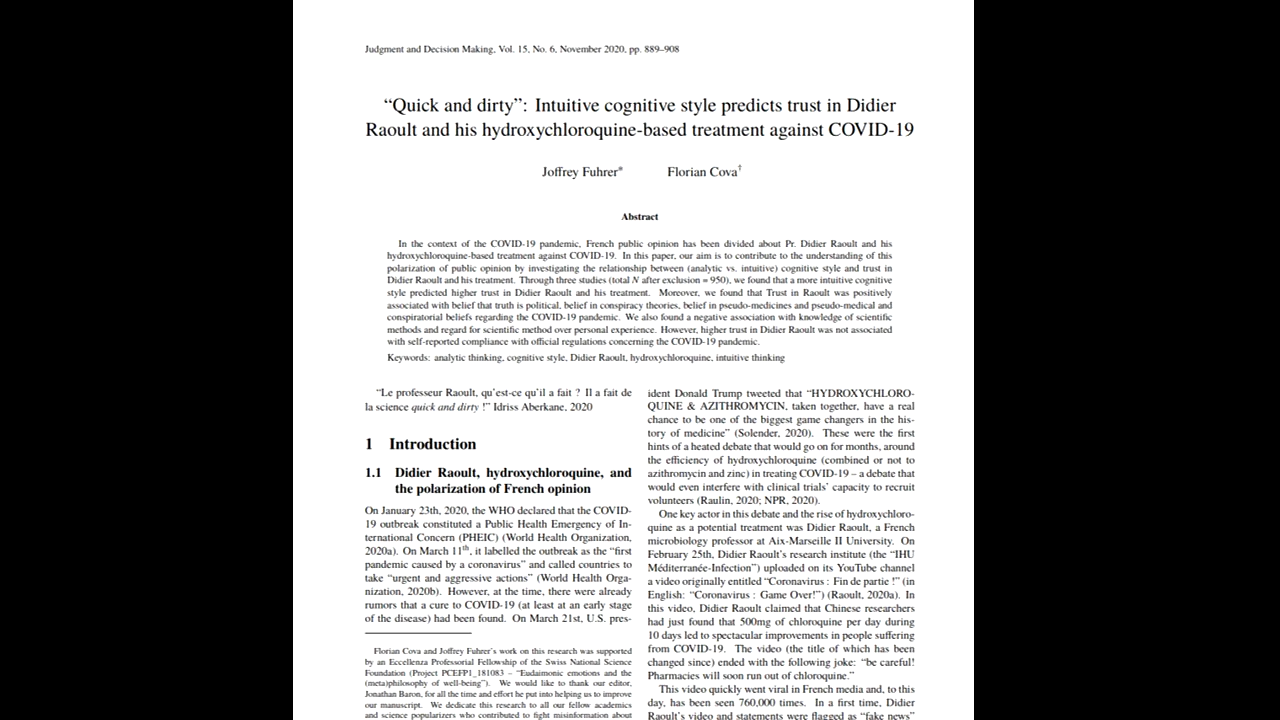 Judgment and Decision Making, Vol. 15, No. 6, November 2020, pp. 889–908
“Quick and dirty”: Intuitive cognitive style predicts trust in Didier
Raoult and his hydroxychloroquine-based treatment against COVID-19
Joffrey Fuhrer* Florian Cova†
Abstract
In the context of the COVID-19 pandemic, French public opinion has been divided about Pr. Didier Raoult and his
hydroxychloroquine-based treatment against COVID-19. In this paper, our aim is to contribute to the understanding of this
polarization of public opinion by investigating the relationship between (analytic vs. intuitive) cognitive style and trust in
Didier Raoult and his treatment. Through three studies (total N after exclusion = 950), we found that a more intuitive cognitive
style predicted higher trust in Didier Raoult and his treatment. Moreover, we found that Trust in Raoult was positively
associated with belief that truth is political, belief in conspiracy theories, belief in pseudo-medicines and pseudo-medical and
conspiratorial beliefs regarding the COVID-19 pandemic. We also found a negative association with knowledge of scientific
methods and regard for scientific method over personal experience. However, higher trust in Didier Raoult was not associated
with self-reported compliance with official regulations concerning the COVID-19 pandemic.
Keywords: analytic thinking, cognitive style, Didier Raoult, hydroxychloroquine, intuitive thinking
“Le professeur Raoult, qu’est-ce qu’il a fait ? Il a fait de
la science quick and dirty !” Idriss Aberkane, 2020
1 Introduction
1.1 Didier Raoult, hydroxychloroquine, and
the polarization of French opinion
On January 23th, 2020, the WHO declared that the COVID-
19 outbreak constituted a Public Health Emergency of In-
ternational Concern (PHEIC) (World Health Organization,
2020a). On March 11th, it labelled the outbreak as the “first
pandemic caused by a coronavirus” and called countries to
take “urgent and aggressive actions” (World Health Orga-
nization, 2020b). However, at the time, there were already
rumors that a cure to COVID-19 (at least at an early stage
of the disease) had been found. On March 21st, U.S. pres-
Florian Cova and Joffrey Fuhrer’s work on this research was supported
by an Eccellenza Professorial Fellowship of the Swiss National Science
Foundation (Project PCEFP1_181083 – “Eudaimonic emotions and the
(meta)philosophy of well-being”). We would like to thank our editor,
Jonathan Baron, for all the time and effort he put into helping us to improve
our manuscript. We dedicate this research to all our fellow academics
and science popularizers who contributed to fight misinformation about
ident Donald Trump tweeted that “HYDROXYCHLORO-
QUINE & AZITHROMYCIN, taken together, have a real
chance to be one of the biggest game changers in the his-
tory of medicine” (Solender, 2020). These were the first
hints of a heated debate that would go on for months, around
the efficiency of hydroxychloroquine (combined or not to
azithromycin and zinc) in treating COVID-19 – a debate that
would even interfere with clinical trials’ capacity to recruit
volunteers (Raulin, 2020; NPR, 2020).
One key actor in this debate and the rise of hydroxychloro-
quine as a potential treatment was Didier Raoult, a French
microbiology professor at Aix-Marseille II University. On
February 25th, Didier Raoult’s research institute (the “IHU
Méditerranée-Infection”) uploaded on its YouTube channel
a video originally entitled “Coronavirus : Fin de partie !” (in
English: “Coronavirus : Game Over!”) (Raoult, 2020a). In
this video, Didier Raoult claimed that Chinese researchers
had just found that 500mg of chloroquine per day during
10 days led to spectacular improvements in people suffering
from COVID-19. The video (the title of which has been
changed since) ended with the following joke: “be careful!
Pharmacies will soon run out of chloroquine.”
This video quickly went viral in French media and, to this
day, has been seen 760,000 times. In a first time, Didier
Raoult’s video and statements were flagged as “fake news”